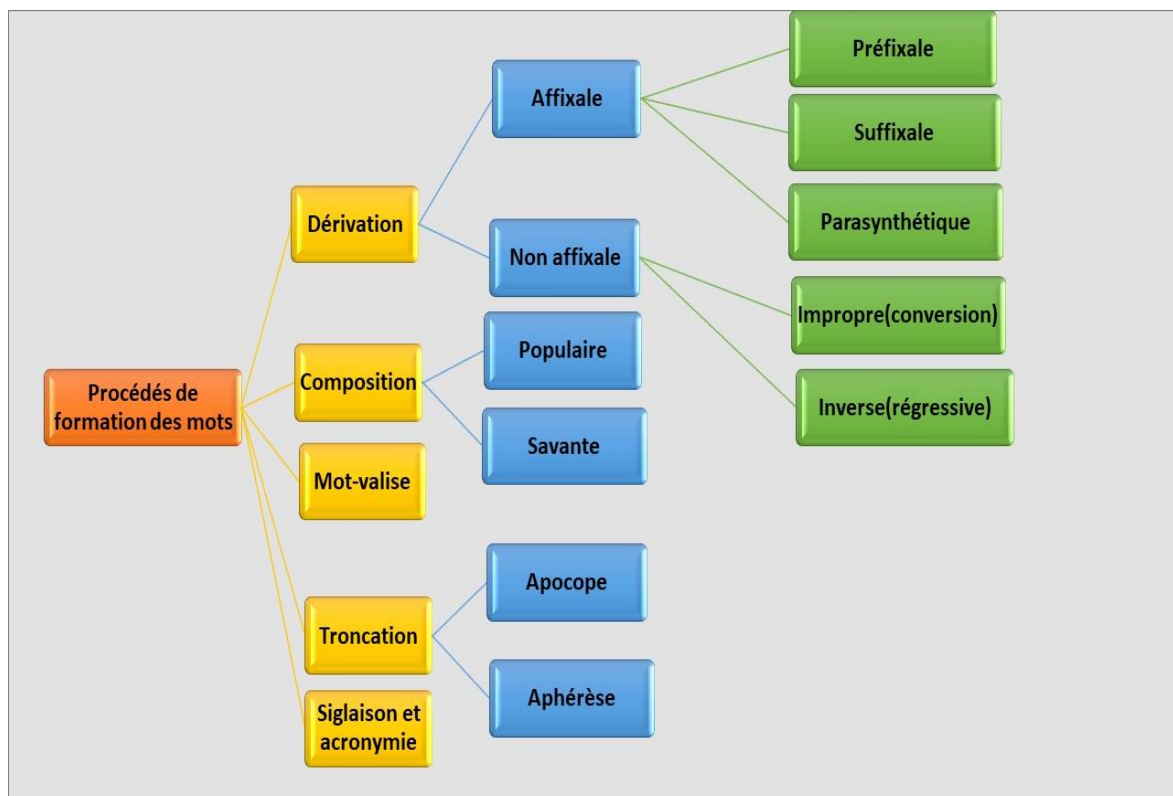 Procédés de
formation des mots
Dérivation
Affixale
Préfixale
Suffixale
Parasynthétique
Non affixale
Impropre(conversion)
Inverse(régressive)
Composition
Populaire
Savante
Mot-valise
Troncation
Apocope
Aphérèse
Siglaison et
acronymie